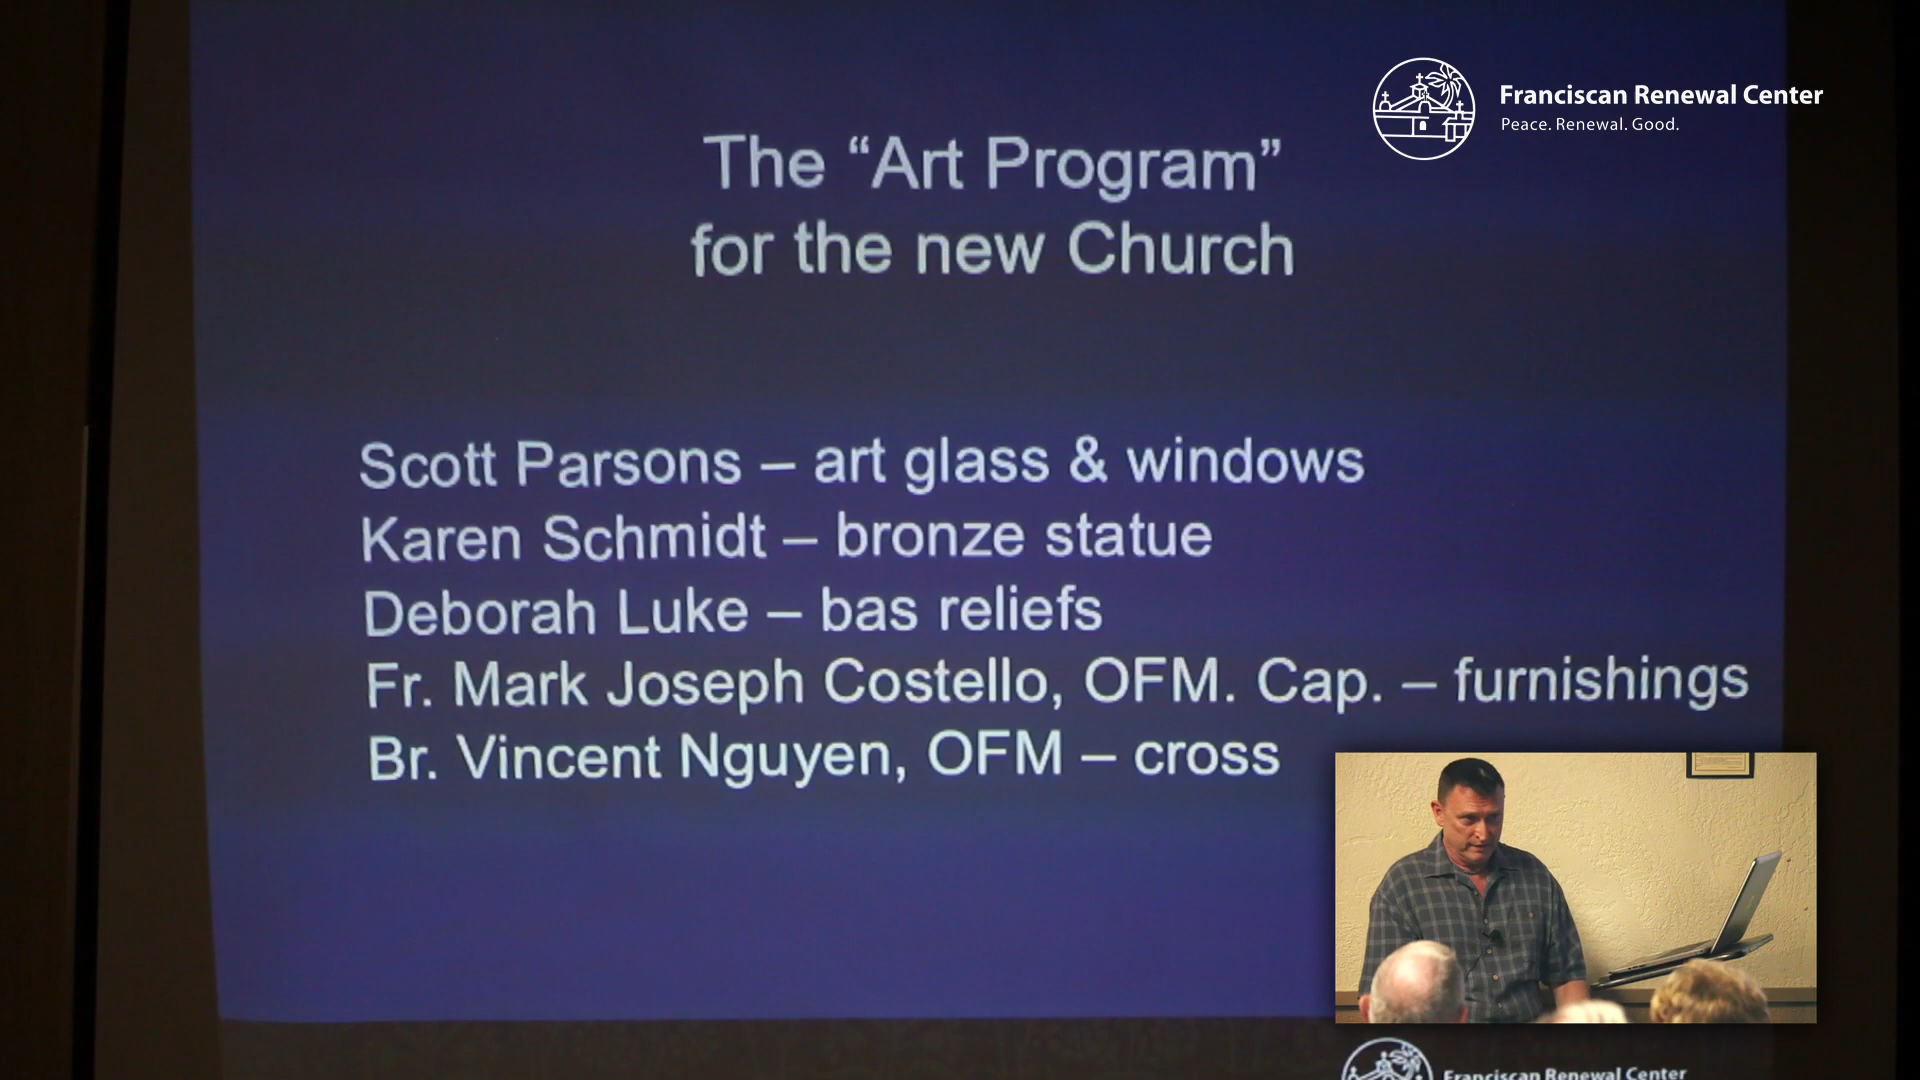 Franciscan Renewal Center
Peace. Renewal. Good.
The “Art Program”
for the new Church
Scott Parsons – art glass & windows
Karen Schmidt – bronze statue
Deborah Luke – bas reliefs
Fr. Mark Joseph Costello, OFM. Cap. – furnishings
Br. Vincent Nguyen, OFM – cross
Franciscan Renewal Center